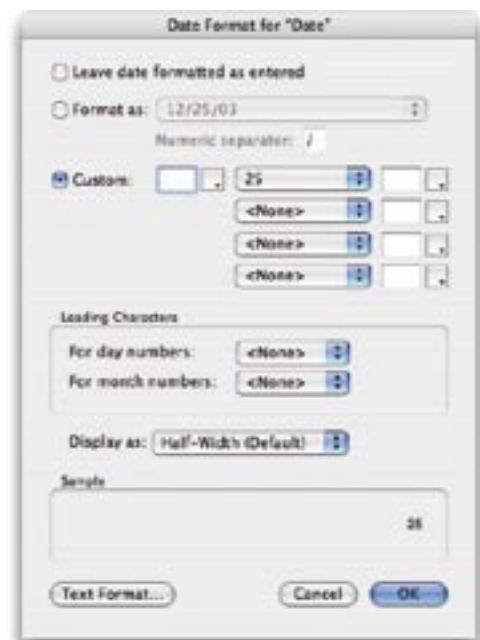 Date Format for "Date"
Leave date formatted as entered
Format as: 12/25/03
Numeric separator: /
Custom: 25
<None>
<None>
<None>
Leading Characters
For day numbers: <None>
For month numbers: <None>
Display as: Half-Width (Default)
Sample
25
Text Format... Cancel OK